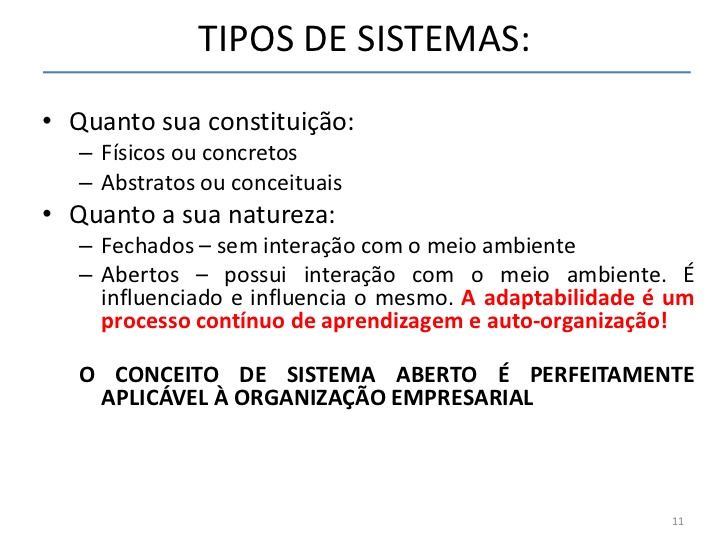 TIPOS DE SISTEMAS:
• Quanto sua constituição:
– Físicos ou concretos
– Abstratos ou conceituais
• Quanto a sua natureza:
– Fechados – sem interação com o meio ambiente
– Abertos – possui interação com o meio ambiente. É
influenciado e influencia o mesmo. A adaptabilidade é um
processo contínuo de aprendizagem e auto-organização!
O CONCEITO DE SISTEMA ABERTO É PERFEITAMENTE
APLICÁVEL À ORGANIZAÇÃO EMPRESARIAL
11